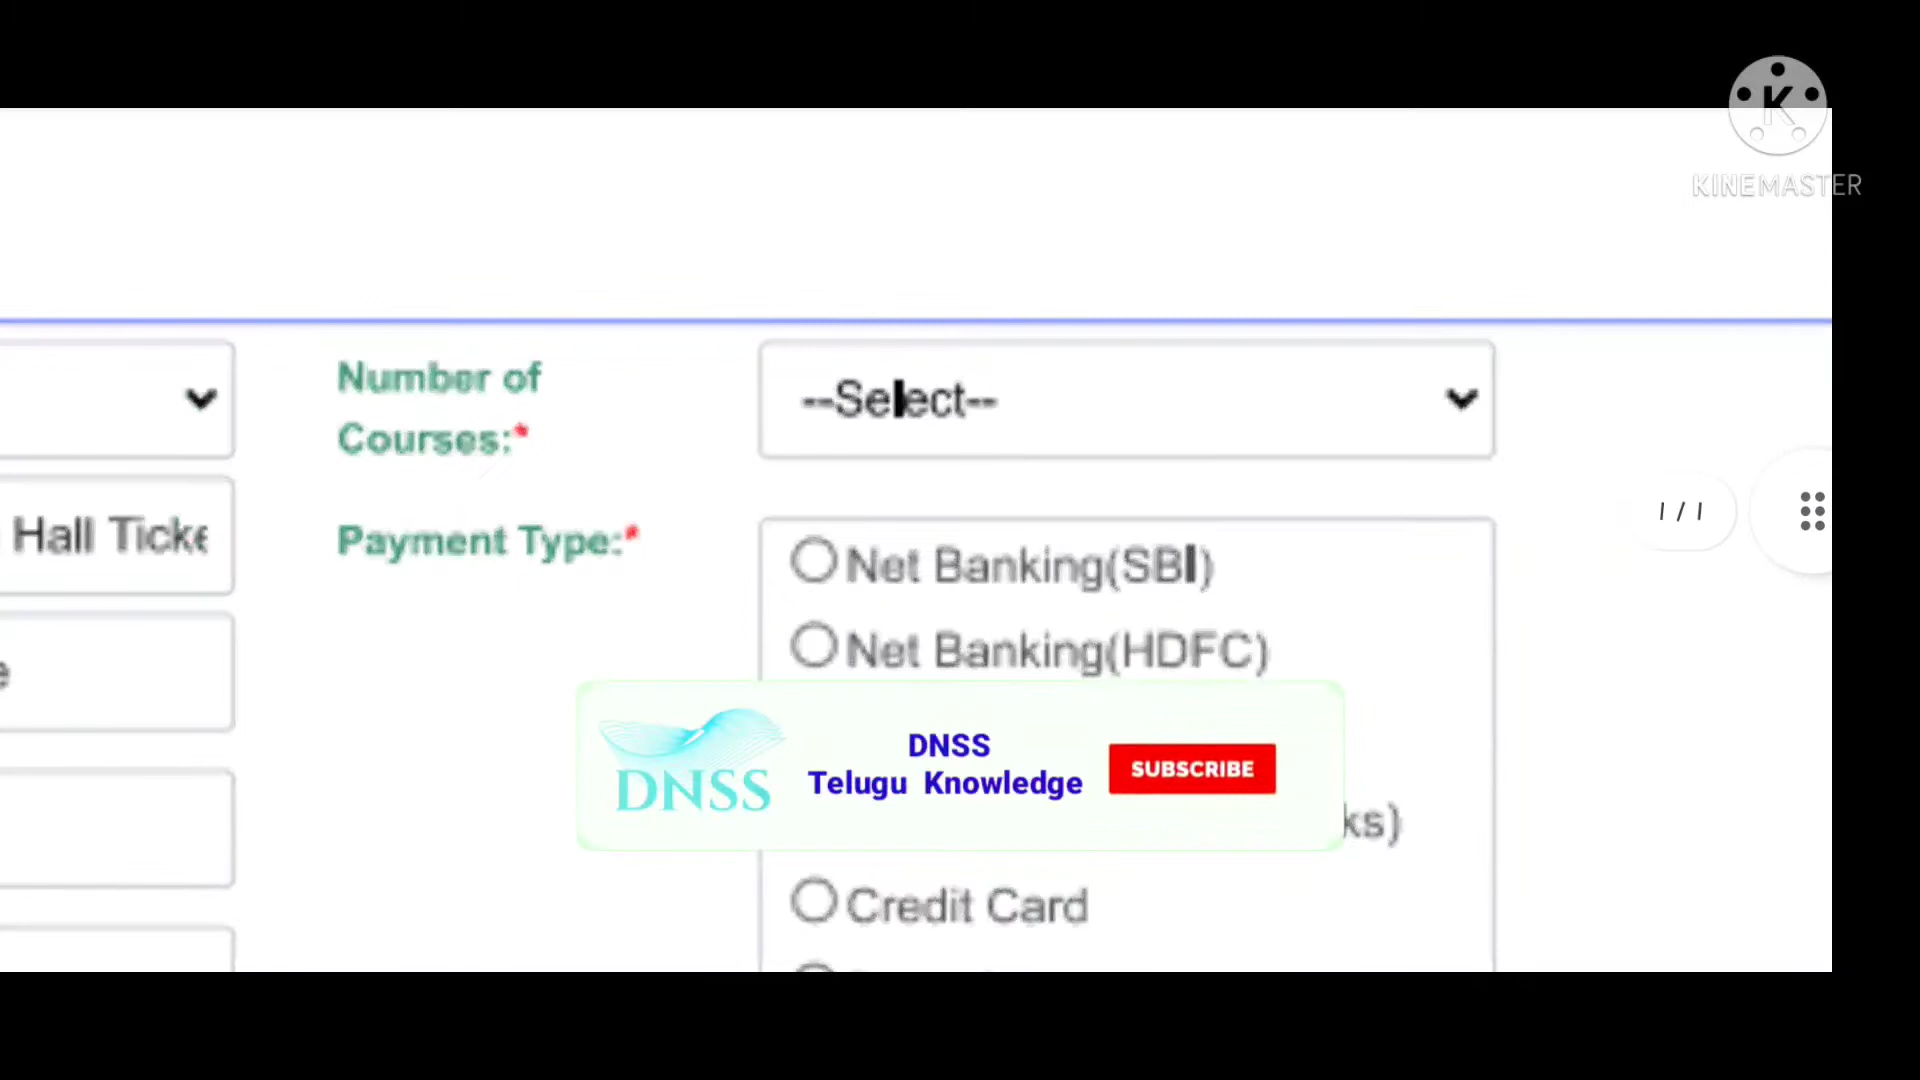 KINEMASTER
Number of
Courses:*
--Select--
Hall Ticke
Payment Type:*
Net Banking(SBI)
1 / 1
Net Banking(HDFC)
e
DNSS
DNSS
Telugu Knowledge
SUBSCRIBE
ks)
Credit Card